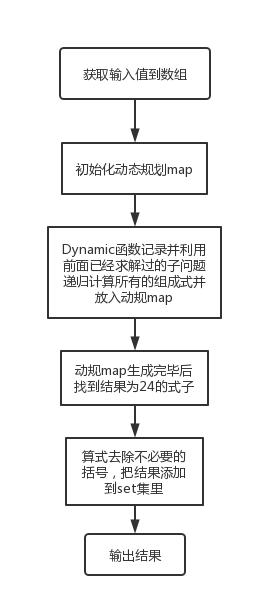 获取输入值到数组
初始化动态规划map
Dynamic函数记录并利用
前面已经求解过的子问题
递归计算所有的组成式并
放入动规map
动规map生成完毕后
找到结果为24的式子
算式去除不必要的
括号，把结果添加
到set集里
输出结果